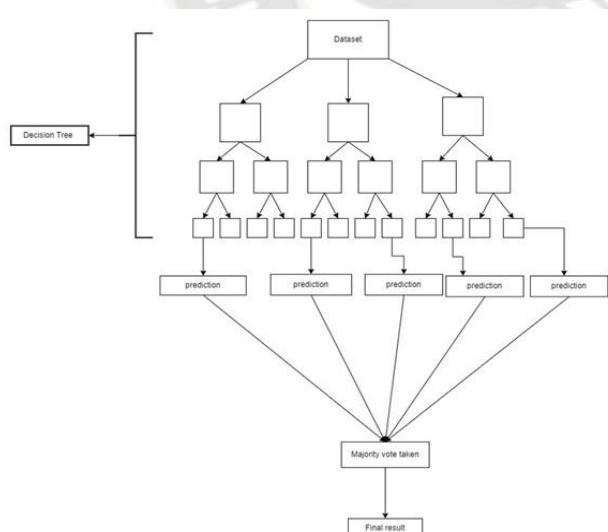 Dataset
Decision Tree
prediction
prediction
prediction
prediction
prediction
Majority vote taken
Final result